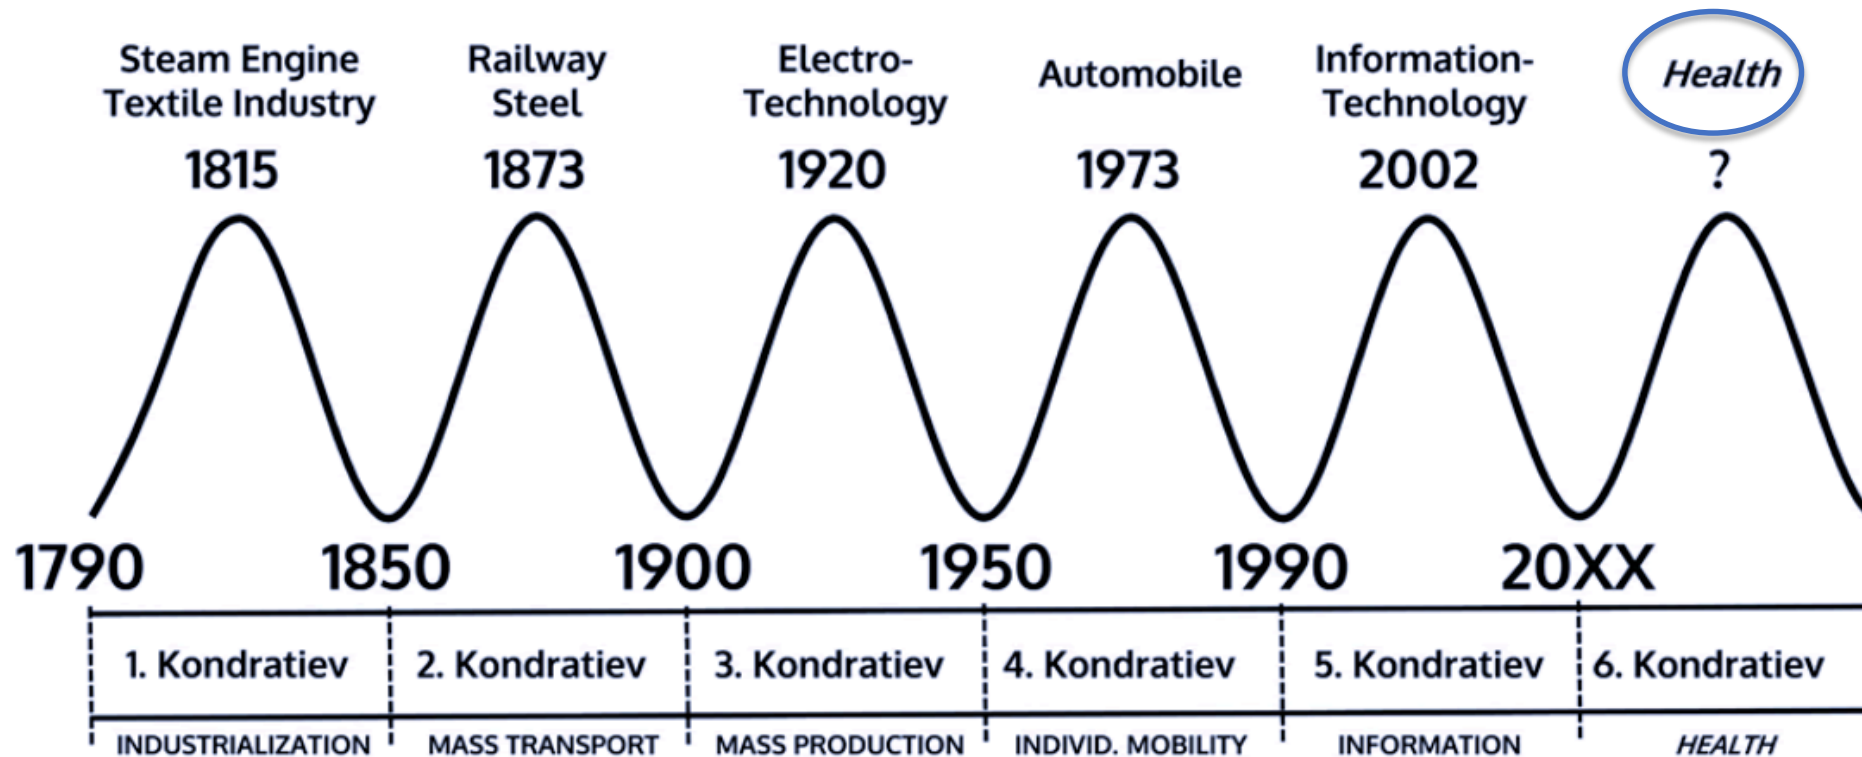 Steam Engine
Textile Industry
Railway
Steel
Electro-
Technology
Automobile
Information-
Technology
Health
1815
1873
1920
1973
2002
?
1790
1850
1900
1950
1990
20XX
1. Kondratiev
2. Kondratiev
3. Kondratiev
4. Kondratiev
5. Kondratiev
6. Kondratiev
INDUSTRIALIZATION
MASS TRANSPORT
MASS PRODUCTION
INDIVID. MOBILITY
INFORMATION
HEALTH